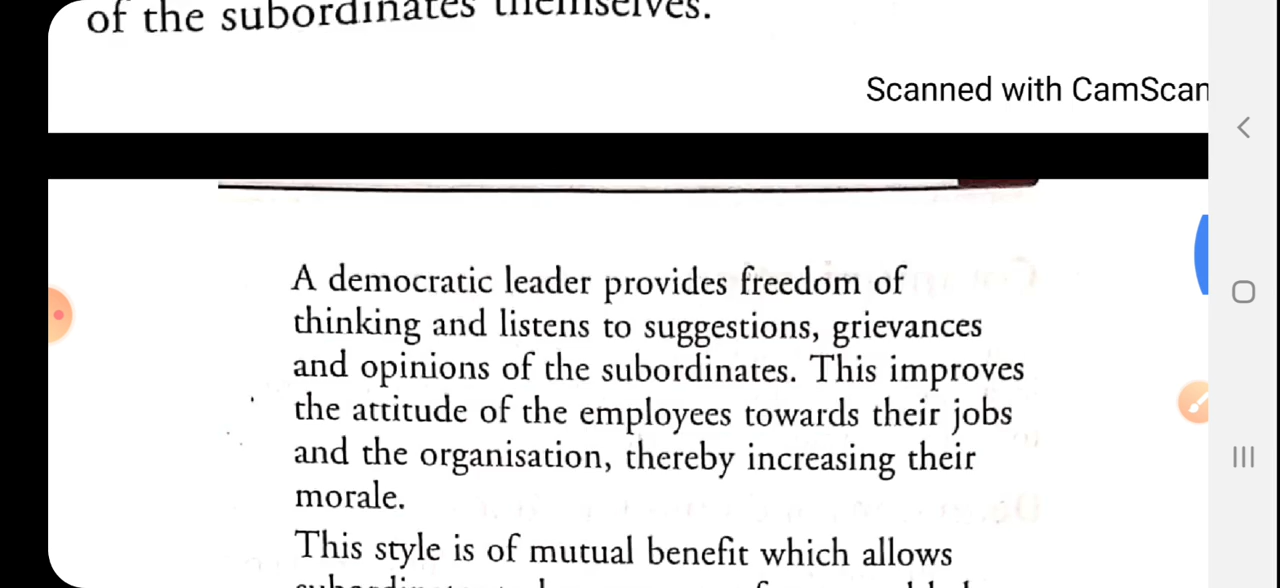 of the subordinates themselves.
Scanned with CamScan
A democratic leader provides freedom of
thinking and listens to suggestions, grievances
and opinions of the subordinates. This improves
the attitude of the employees towards their jobs
and the organisation, thereby increasing their
morale.
This style is of mutual benefit which allows